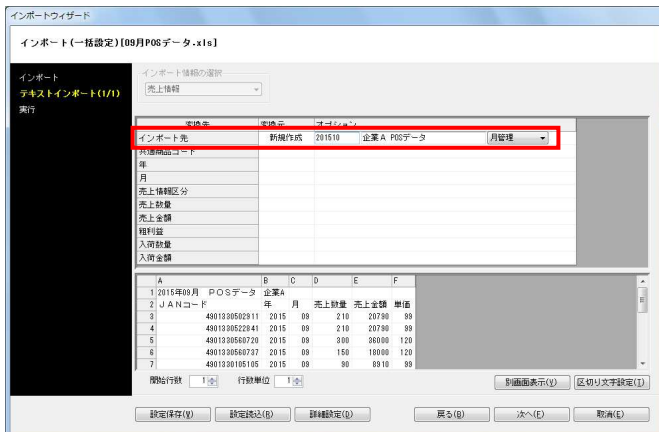 インポートウィザード
インポート(一括設定)[09月POSデータ.xls]
インポート
テキストインポート(1/1)
実行
インポート情報の選択
売上情報
変換先 変換元 オプション
インポート先 新規作成 201510 企業A POSデータ 月管理
共通商品コード
年
月
売上情報区分
売上数量
売上金額
粗利益
入荷数量
入荷金額
A B C D E F
1 2015年09月 POSデータ 企業A
2 JANコード 年 月 売上数量 売上金額 単価
3 4901330502911 2015 09 210 20790 99
4 4901330522841 2015 09 210 20790 99
5 4901330560720 2015 09 300 36000 120
6 4901330560737 2015 09 150 18000 120
7 4901330105105 2015 09 90 8910 99
開始行数 1 行数単位 1 別画面表示(V) 区切り文字設定(I)
設定保存(W) 設定読込(R) 詳細設定(D) 戻る(B) 次へ(F) 取消(E)